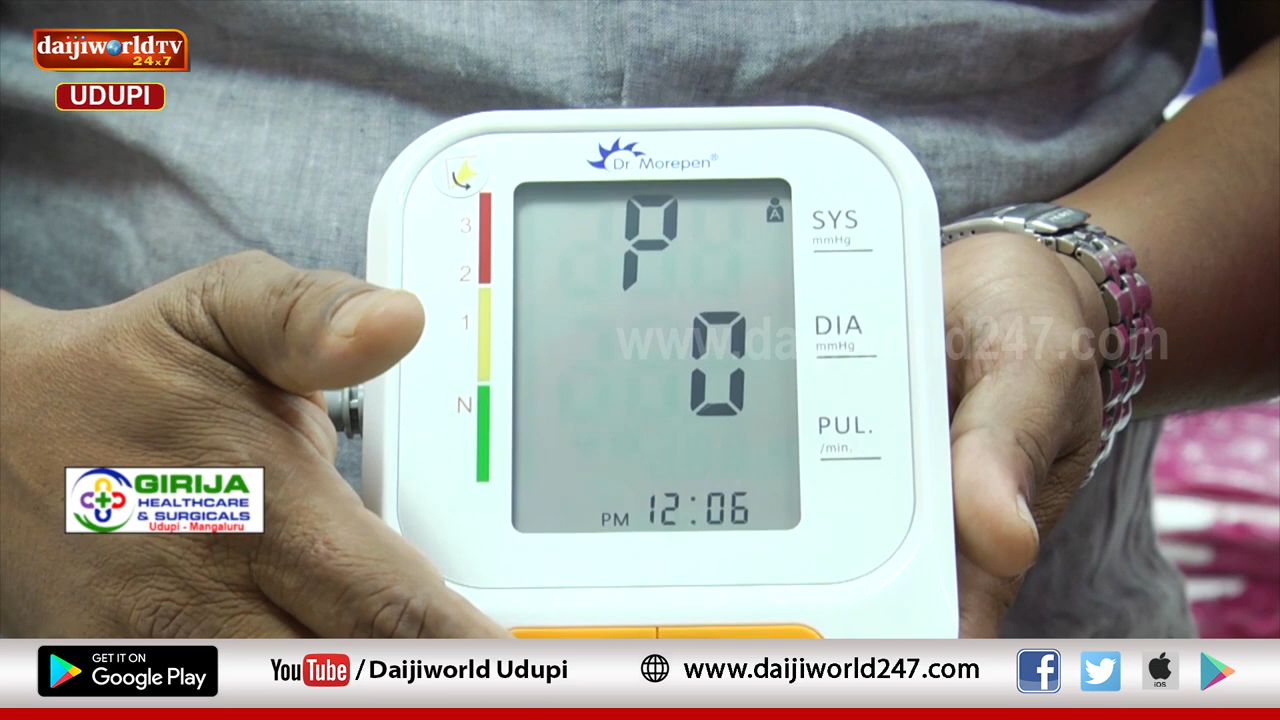 daijiworldTV
24x7
UDUPI
Dr. Morepen®
3
2
1
N
P
0
A
SYS
mmHg
DIA
mmHg
PUL.
/min.
PM 12:06
www.daijiworld247.com
GIRIJA
HEALTHCARE
& SURGICALS
Udupi - Mangaluru
GET IT ON
Google Play
YouTube / Daijiworld Udupi
www.daijiworld247.com
f
iOS